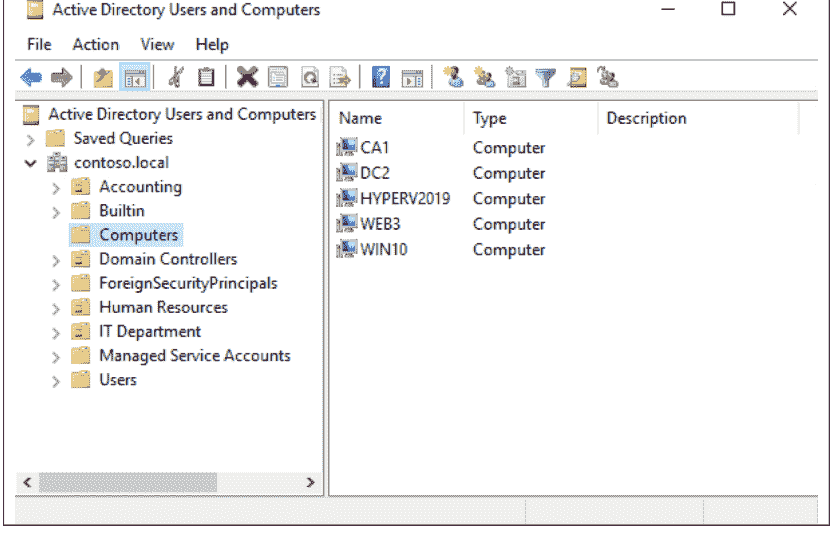 Active Directory Users and Computers
File Action View Help
Active Directory Users and Computers
Saved Queries
contoso.local
Accounting
Builtin
Computers
Domain Controllers
ForeignSecurityPrincipals
Human Resources
IT Department
Managed Service Accounts
Users
Name Type Description
CA1 Computer
DC2 Computer
HYPERV2019 Computer
WEB3 Computer
WIN10 Computer